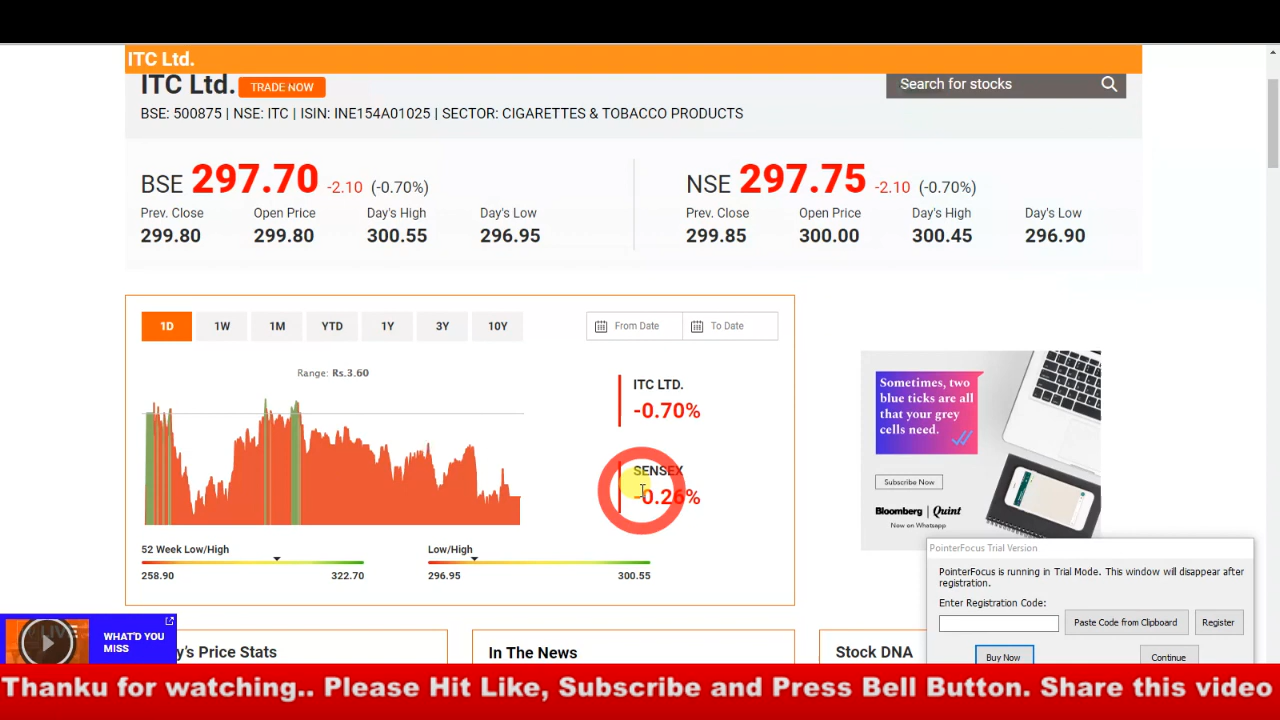 ITC Ltd.
ITC Ltd. TRADE NOW
Search for stocks
BSE: 500875 | NSE: ITC | ISIN: INE154A01025 | SECTOR: CIGARETTES & TOBACCO PRODUCTS
BSE 297.70 -2.10 (-0.70%)
Prev. Close Open Price Day's High Day's Low
299.80 299.80 300.55 296.95
NSE 297.75 -2.10 (-0.70%)
Prev. Close Open Price Day's High Day's Low
299.85 300.00 300.45 296.90
1D 1W 1M YTD 1Y 3Y 10Y From Date To Date
Range: Rs.3.60
ITC LTD.
-0.70%
SENSEX
-0.26%
52 Week Low/High
258.90 322.70
Low/High
296.95 300.55
Sometimes, two
blue ticks are all
that your grey
cells need.
Subscribe Now
Bloomberg | Quint
Now on Whatsapp
PointerFocus Trial Version
PointerFocus is running in Trial Mode. This window will disappear after
registration.
Enter Registration Code:
Paste Code from Clipboard Register
Buy Now Continue
LIVE
WHAT'D YOU
MISS
y's Price Stats
In The News
Stock DNA
Thanku for watching.. Please Hit Like, Subscribe and Press Bell Button. Share this video